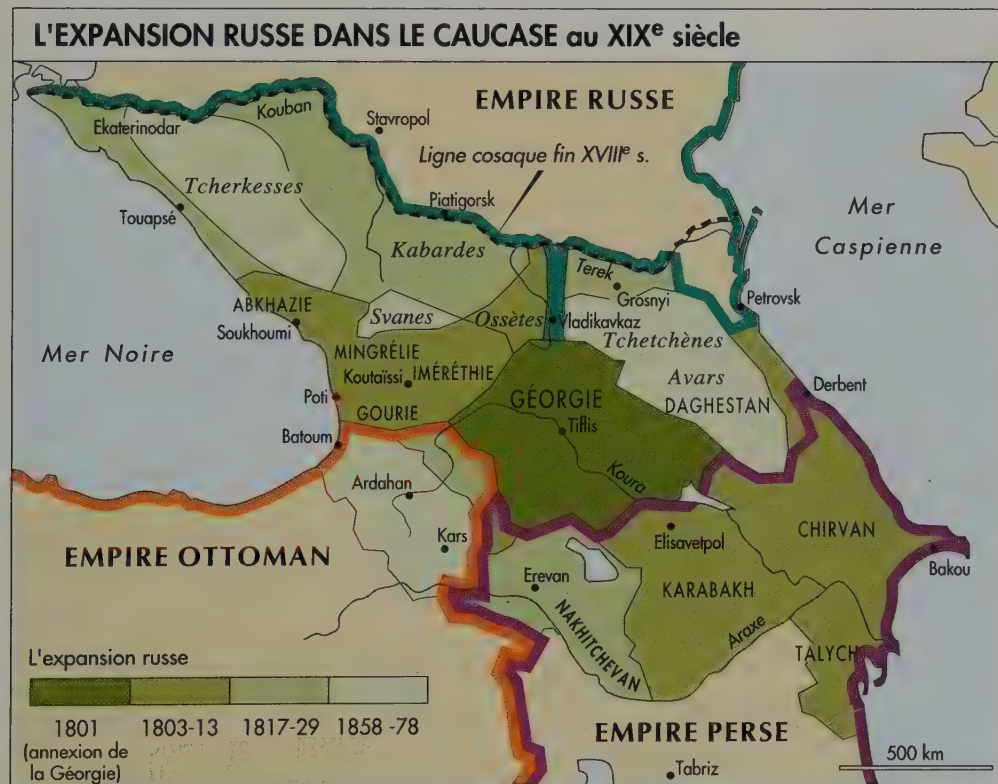 L'EXPANSION RUSSE DANS LE CAUCASE au XIXe siècle
EMPIRE RUSSE
Kouban
Ekaterinodar
Stavropol
Ligne cosaque fin XVIIIe s.
Tcherkesses
Touapsé
Piatigorsk
Mer
Caspienne
Kabardes
Terek
Grosnyi
Petrovsk
ABKHAZIE
Soukhoumi
Svanes
Ossètes
Vladikavkaz
Tchetchènes
Mer Noire
MINGRÉLIE
Koutaïssi
IMÉRÉTHIE
Avars
DAGHESTAN
Derbent
Poti
GOURIE
GÉORGIE
Tiflis
Batoum
Koura
Ardahan
Kars
EMPIRE OTTOMAN
Elisavetpol
CHIRVAN
Bakou
Erevan
KARABAKH
NAKHITCHEVAN
Araxe
TALYCH
L'expansion russe
1801
(annexion de
la Géorgie)
1803-13
1817-29
1858-78
EMPIRE PERSE
Tabriz
500 km